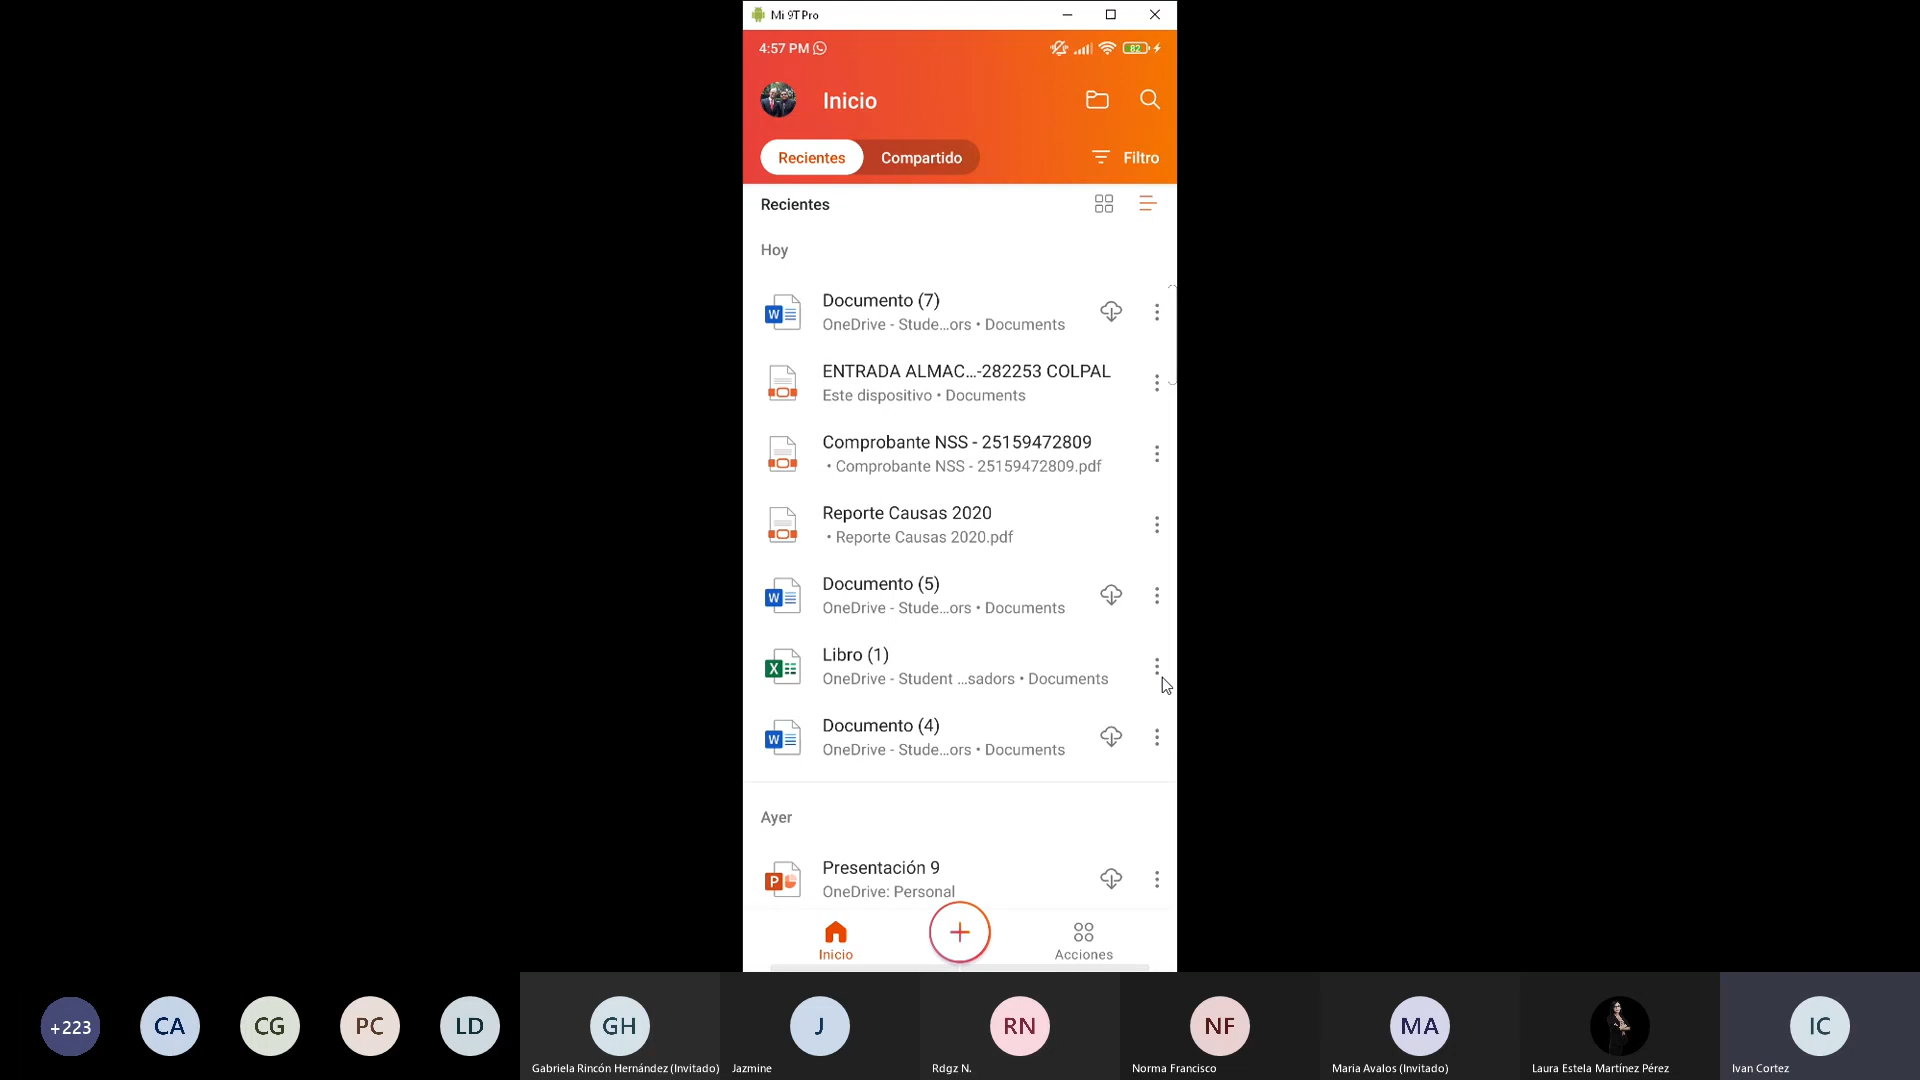 Mi 9T Pro
4:57 PM
82
Inicio
Recientes
Compartido
Filtro
Recientes
Hoy
Documento (7)
OneDrive - Stude...ors • Documents
ENTRADA ALMAC...-282253 COLPAL
Este dispositivo • Documents
Comprobante NSS - 25159472809
• Comprobante NSS - 25159472809.pdf
Reporte Causas 2020
• Reporte Causas 2020.pdf
Documento (5)
OneDrive - Stude...ors • Documents
Libro (1)
OneDrive - Student ...sadors • Documents
Documento (4)
OneDrive - Stude...ors • Documents
Ayer
Presentación 9
OneDrive: Personal
Inicio
Acciones
+223
CA
CG
PC
LD
GH
J
RN
NF
MA
IC
Gabriela Rincón Hernández (Invitado)
Jazmine
Rdgz N.
Norma Francisco
Maria Avalos (Invitado)
Laura Estela Martínez Pérez
Ivan Cortez